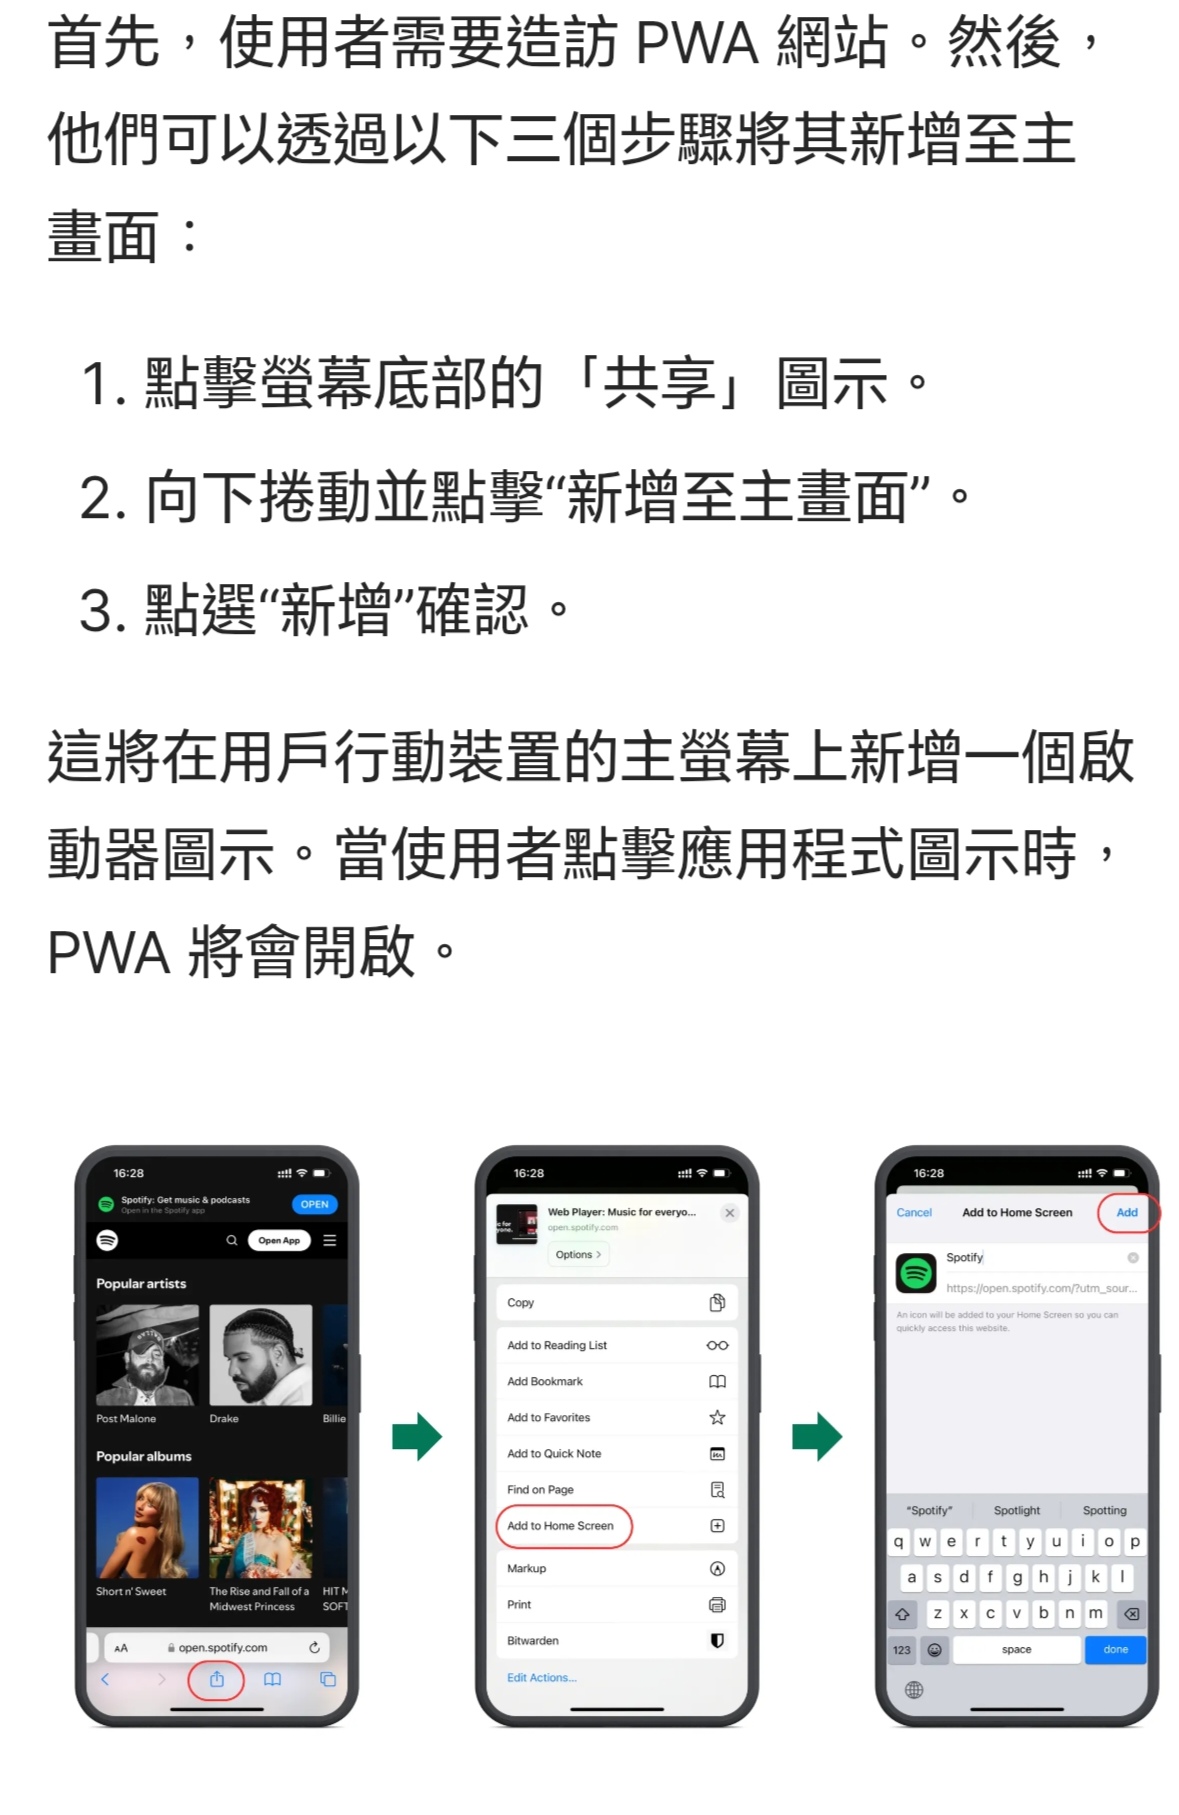 首先，使用者需要造訪 PWA 網站。然後，
他們可以透過以下三個步驟將其新增至主
畫面：
1. 點擊螢幕底部的「共享」圖示。
2. 向下捲動並點擊“新增至主畫面”。
3. 點選“新增”確認。
這將在用戶行動裝置的主螢幕上新增一個啟
動器圖示。當使用者點擊應用程式圖示時，
PWA 將會開啟。
16:28
Spotify: Get music & podcasts
Open in the Spotify app
OPEN
Open App
Popular artists
Post Malone
Drake
Billie
Popular albums
Short n' Sweet
The Rise and Fall of a
Midwest Princess
HIT M
SOFT
AA
open.spotify.com
16:28
c for
yone.
Web Player: Music for everyo...
open.spotify.com
Options >
Copy
Add to Reading List
Add Bookmark
Add to Favorites
Add to Quick Note
Find on Page
Add to Home Screen
Markup
Print
Bitwarden
Edit Actions...
16:28
Cancel Add to Home Screen Add
Spotify
https://open.spotify.com/?utm_sour...
An icon will be added to your Home Screen so you can
quickly access this website.
“Spotify” Spotlight Spotting
q w e r t y u i o p
a s d f g h j k l
z x c v b n m
123 space done